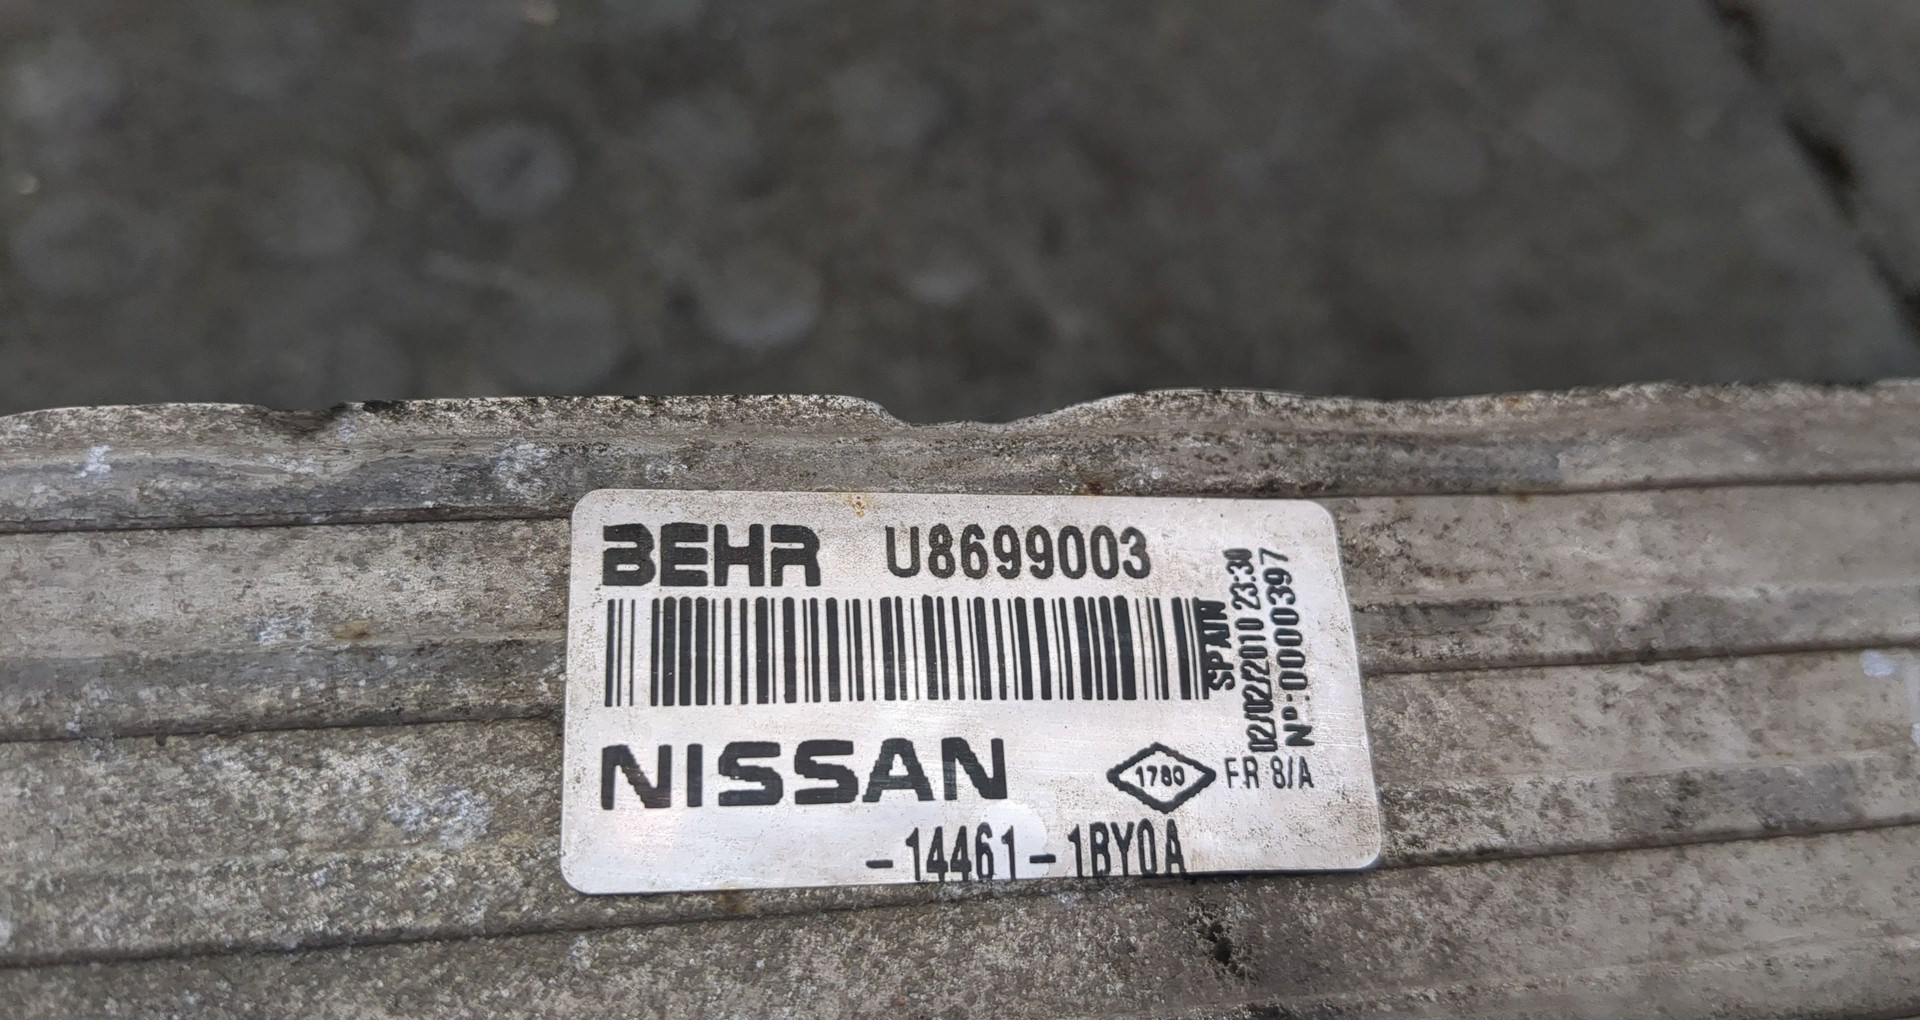 BEHR U8699003
SPAIN
02/02/2010 23:30
Nº:00000397
NISSAN
1780 FR 8/A
-14461-1BY0A